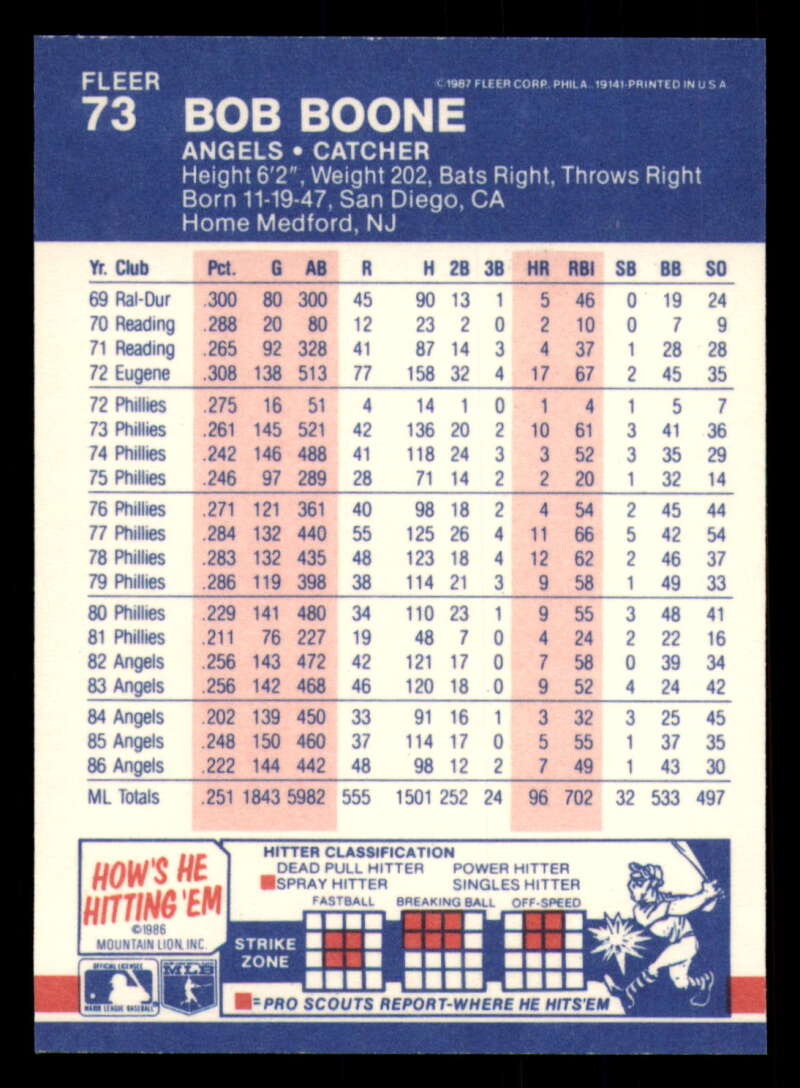 FLEER
©1987 FLEER CORP. PHILA. 19141-PRINTED IN U S A
73 BOB BOONE
ANGELS • CATCHER
Height 6'2", Weight 202, Bats Right, Throws Right
Born 11-19-47, San Diego, CA
Home Medford, NJ
Yr. Club Pct. G AB R H 2B 3B HR RBI SB BB SO
69 Ral-Dur .300 80 300 45 90 13 1 5 46 0 19 24
70 Reading .288 20 80 12 23 2 0 2 10 0 7 9
71 Reading .265 92 328 41 87 14 3 4 37 1 28 28
72 Eugene .308 138 513 77 158 32 4 17 67 2 45 35
72 Phillies .275 16 51 4 14 1 0 1 4 1 5 7
73 Phillies .261 145 521 42 136 20 2 10 61 3 41 36
74 Phillies .242 146 488 41 118 24 3 3 52 3 35 29
75 Phillies .246 97 289 28 71 14 2 2 20 1 32 14
76 Phillies .271 121 361 40 98 18 2 4 54 2 45 44
77 Phillies .284 132 440 55 125 26 4 11 66 5 42 54
78 Phillies .283 132 435 48 123 18 4 12 62 2 46 37
79 Phillies .286 119 398 38 114 21 3 9 58 1 49 33
80 Phillies .229 141 480 34 110 23 1 9 55 3 48 41
81 Phillies .211 76 227 19 48 7 0 4 24 2 22 16
82 Angels .256 143 472 42 121 17 0 7 58 0 39 34
83 Angels .256 142 468 46 120 18 0 9 52 4 24 42
84 Angels .202 139 450 33 91 16 1 3 32 3 25 45
85 Angels .248 150 460 37 114 17 0 5 55 1 37 35
86 Angels .222 144 442 48 98 12 2 7 49 1 43 30
ML Totals .251 1843 5982 555 1501 252 24 96 702 32 533 497
HOW'S HE
HITTING 'EM
©1986
MOUNTAIN LION, INC.
OFFICIAL LICENSEE
MAJOR LEAGUE BASEBALL
MLB
HITTER CLASSIFICATION
DEAD PULL HITTER POWER HITTER
SPRAY HITTER SINGLES HITTER
FASTBALL BREAKING BALL OFF-SPEED
STRIKE
ZONE
=PRO SCOUTS REPORT-WHERE HE HITS'EM